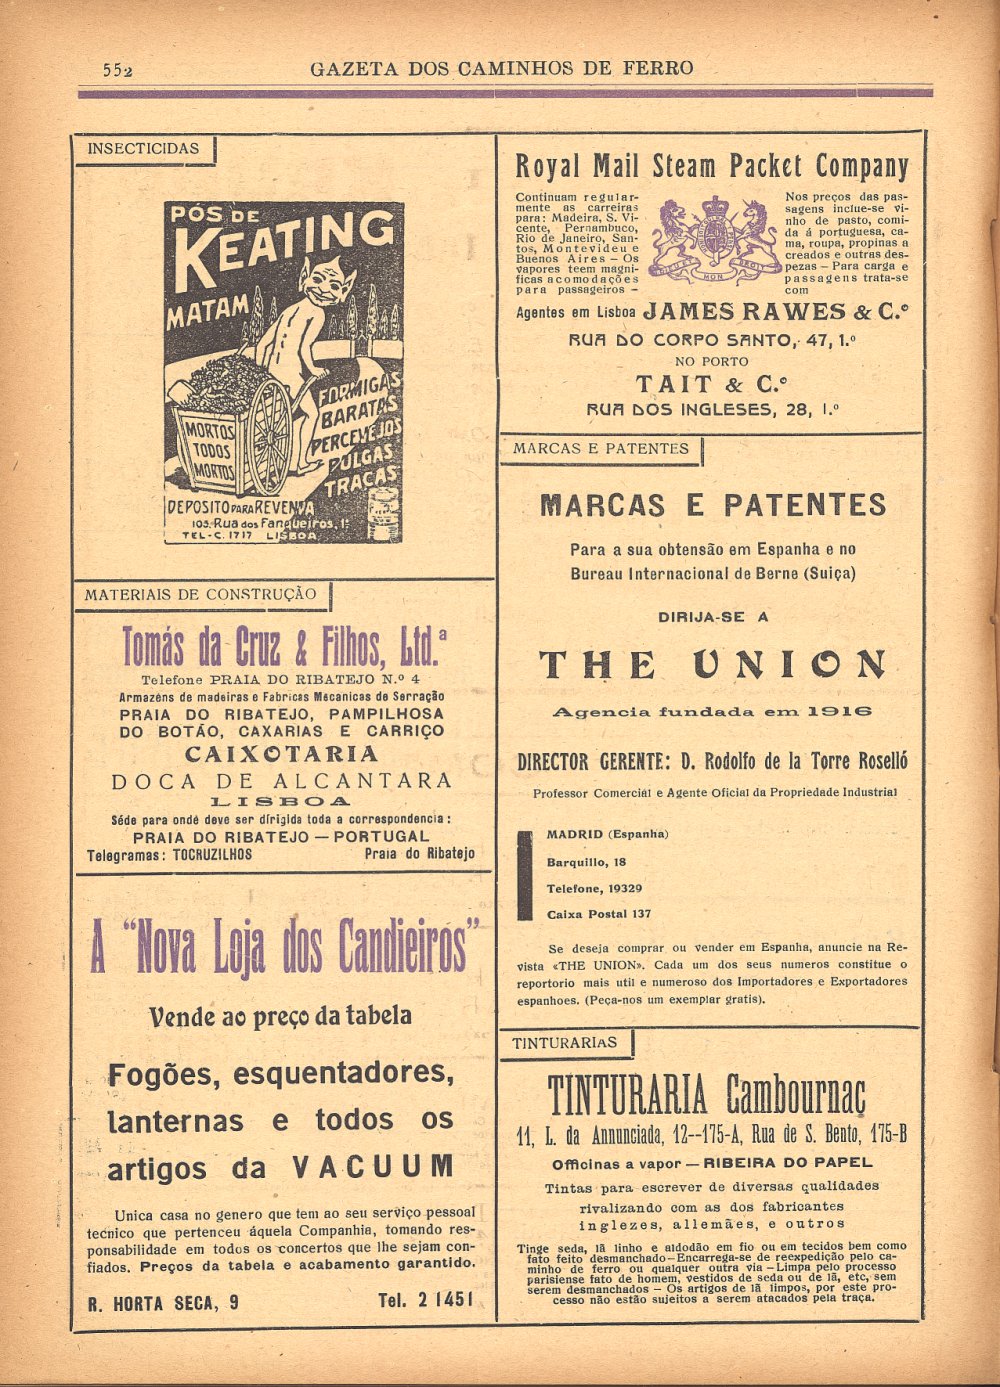 552
GAZETA DOS CAMINHOS DE FERRO
INSECTICIDAS
PÓS DE
KEATING
MATAM
FORMIGAS
BARATAS
PERCEVEJOS
PULGAS
TRAÇAS
MORTOS
TODOS
MORTOS
DEPOSITO PARA REVENDA
103, Rua dos Fanqueiros, 1º
TEL-C. 1717 LISBOA
MATERIAIS DE CONSTRUÇÃO
Tomás da Cruz & Filhos, Ltd.ª
Telefone PRAIA DO RIBATEJO N.º 4
Armazéns de madeiras e Fabricas Mecanicas de Serração
PRAIA DO RIBATEJO, PAMPILHOSA
DO BOTÃO, CAXARIAS E CARRIÇO
CAIXOTARIA
DOCA DE ALCANTARA
LISBOA
Séde para onde deve ser dirigida toda a correspondencia:
PRAIA DO RIBATEJO — PORTUGAL
Telegramas: TOCRUZILHOS Praia do Ribatejo
A "Nova Loja dos Candieiros"
Vende ao preço da tabela
Fogões, esquentadores,
lanternas e todos os
artigos da VACUUM
Unica casa no genero que tem ao seu serviço pessoal
tecnico que pertenceu áquela Companhia, tomando res-
ponsabilidade em todos os concertos que lhe sejam con-
fiados. Preços da tabela e acabamento garantido.
R. HORTA SECA, 9 Tel. 2 1451
Royal Mail Steam Packet Company
Continuam regular-
mente as carreiras
para: Madeira, S. Vi-
cente, Pernambuco,
Rio de Janeiro, San-
tos, Montevideu e
Buenos Aires — Os
vapores teem magni-
ficas acomodações
para passageiros —
DIEU ET MON DROIT
Nos preços das pas-
sagens inclue-se vi-
nho de pasto, comi-
da á portuguesa, ca-
ma, roupa, propinas a
creados e outras des-
pezas — Para carga e
passagens trata-se
com
Agentes em Lisboa JAMES RAWES & C.º
RUA DO CORPO SANTO, 47, 1.º
NO PORTO
TAIT & C.º
RUA DOS INGLESES, 28, 1.º
MARCAS E PATENTES
MARCAS E PATENTES
Para a sua obtensão em Espanha e no
Bureau Internacional de Berne (Suiça)
DIRIJA-SE A
THE UNION
Agencia fundada em 1916
DIRECTOR GERENTE: D. Rodolfo de la Torre Roselló
Professor Comercial e Agente Oficial da Propriedade Industrial
MADRID (Espanha)
Barquillo, 18
Telefone, 19329
Caixa Postal 137
Se deseja comprar ou vender em Espanha, anuncie na Re-
vista «THE UNION». Cada um dos seus numeros constitue o
reportorio mais util e numeroso dos Importadores e Exportadores
espanhoes. (Peça-nos um exemplar gratis).
TINTURARIAS
TINTURARIA Cambournaç
11, L. da Annunciada, 12--175-A, Rua de S. Bento, 175-B
Officinas a vapor — RIBEIRA DO PAPEL
Tintas para escrever de diversas qualidades
rivalizando com as dos fabricantes
inglezes, allemães, e outros
Tinge seda, lã linho e aldodão em fio ou em tecidos bem como
fato feito desmanchado — Encarrega-se de reexpedição pelo ca-
minho de ferro ou qualquer outra via — Limpa pelo processo
parisiense fato de homem, vestidos de seda ou de lã, etc, sem
serem desmanchados — Os artigos de lã limpos, por este pro-
cesso não estão sujeitos a serem atacados pela traça.